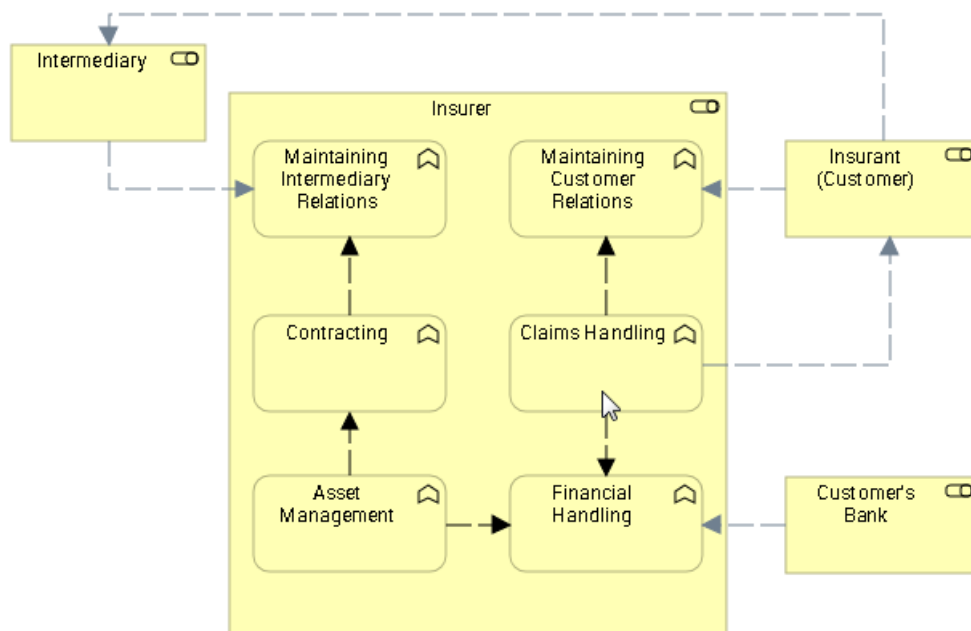 Intermediary
Insurer
Maintaining
Intermediary
Relations
Maintaining
Customer
Relations
Insurant
(Customer)
Contracting
Claims Handling
Asset
Management
Financial
Handling
Customer's
Bank